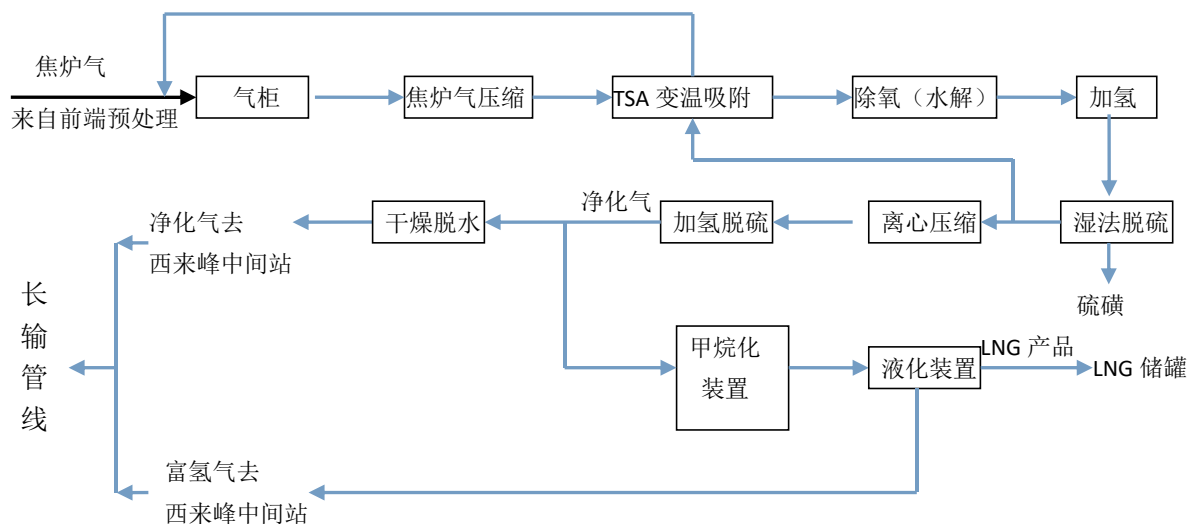 焦炉气
来自前端预处理
气柜
焦炉气压缩
TSA 变温吸附
除氧（水解）
加氢
净化气去
西来峰中间站
干燥脱水
净化气
加氢脱硫
离心压缩
湿法脱硫
硫磺
长
输
管
线
甲烷化
装置
液化装置
LNG 产品
LNG 储罐
富氢气去
西来峰中间站